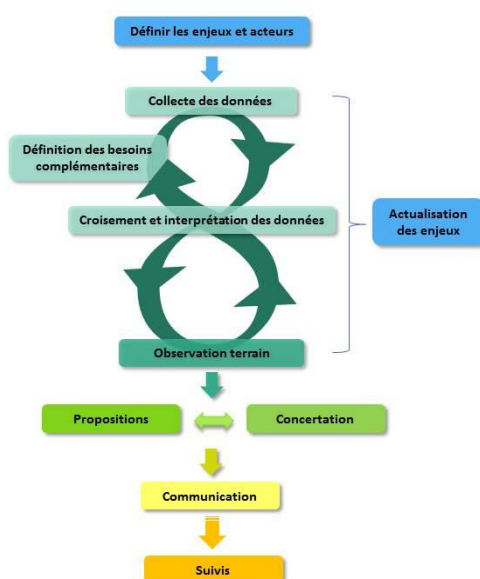 Définir les enjeux et acteurs
Collecte des données
Définition des besoins
complémentaires
Croisement et interprétation des données
Actualisation
des enjeux
Observation terrain
Propositions
Concertation
Communication
Suivis